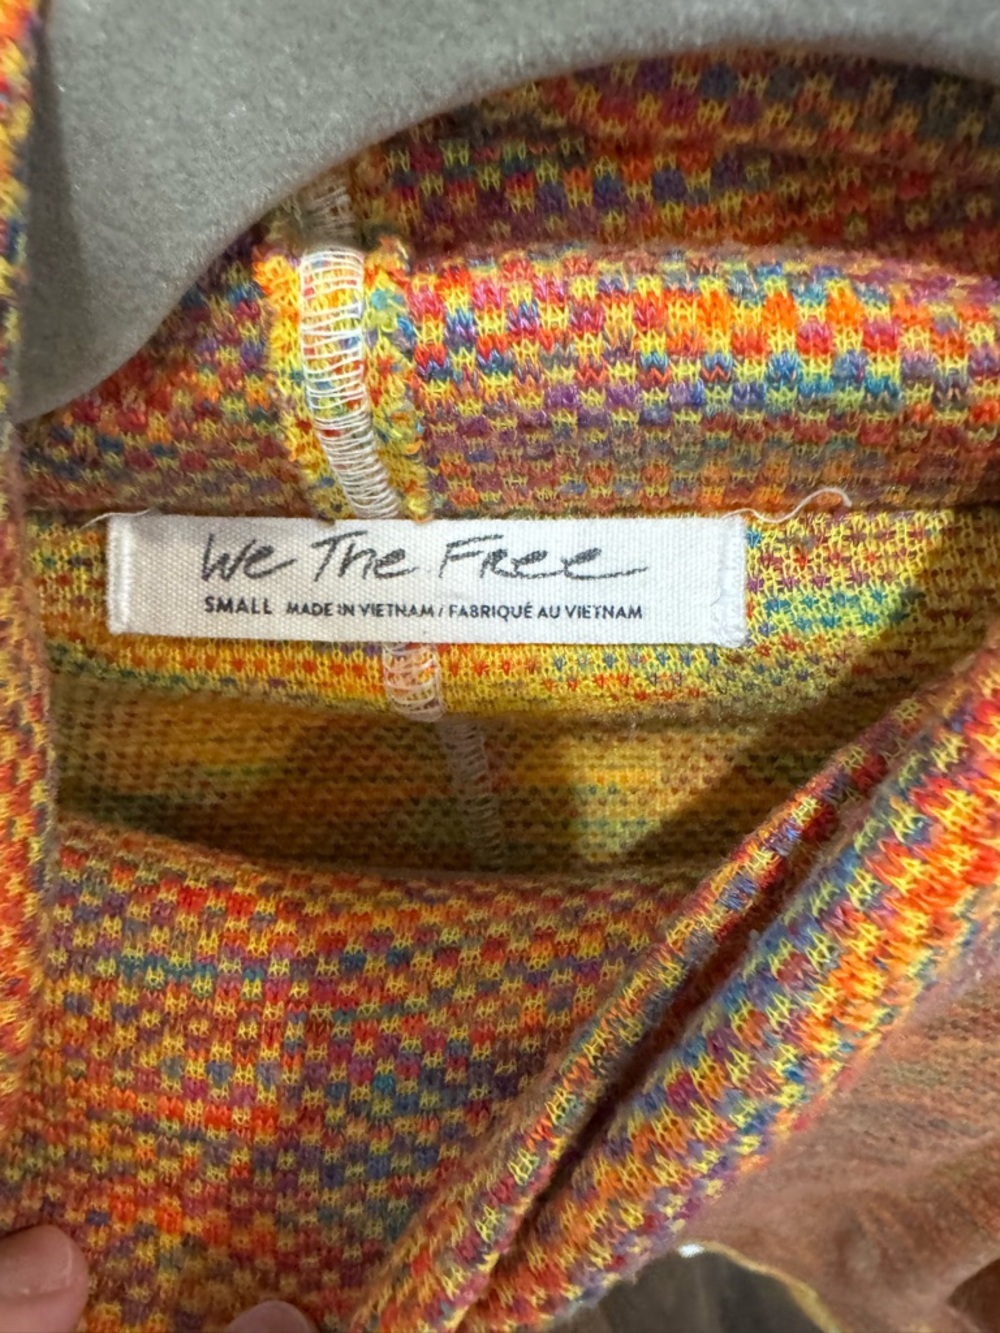 We The Free
SMALL MADE IN VIETNAM / FABRIQUÉ AU VIETNAM